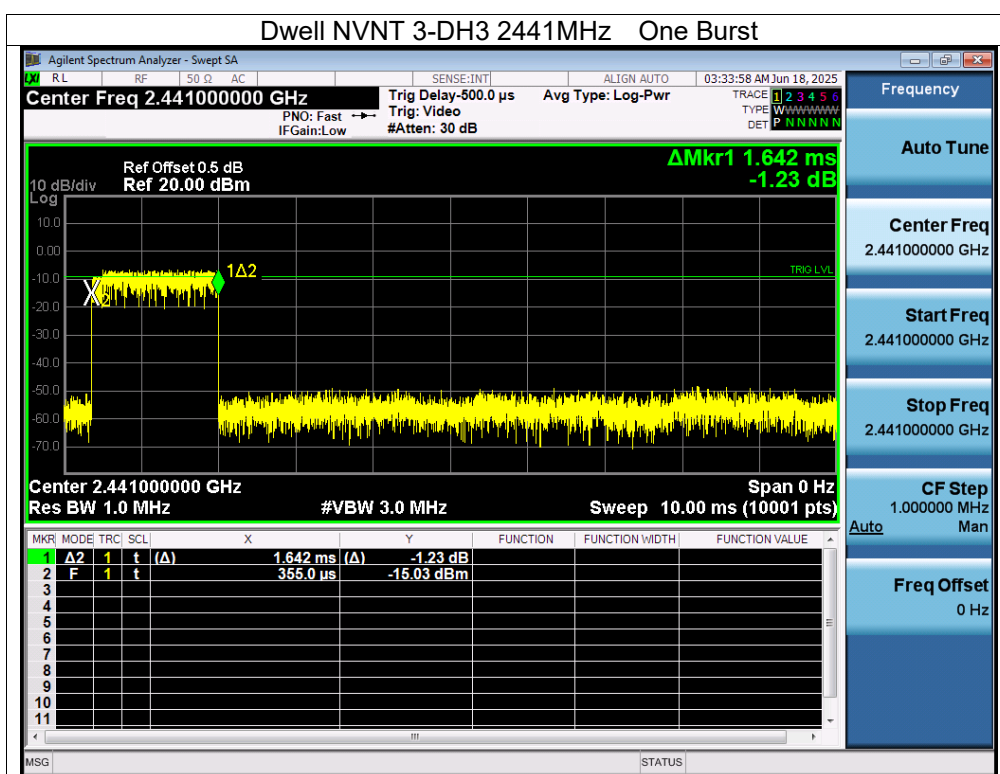 Dwell NVNT 3-DH3 2441MHz One Burst
Agilent Spectrum Analyzer - Swept SA
LXI RL RF 50 Ω AC SENSE:INT ALIGN AUTO 03:33:58 AM Jun 18, 2025
Center Freq 2.441000000 GHz
PNO: Fast
IFGain:Low
Trig Delay-500.0 µs
Trig: Video
#Atten: 30 dB
Avg Type: Log-Pwr
TRACE 1 2 3 4 5 6
TYPE WWWWWW
DET P N N N N N
Frequency
Auto Tune
Center Freq
2.441000000 GHz
Start Freq
2.441000000 GHz
Stop Freq
2.441000000 GHz
CF Step
1.000000 MHz
Auto Man
Freq Offset
0 Hz
ΔMkr1 1.642 ms
-1.23 dB
Ref Offset 0.5 dB
10 dB/div Ref 20.00 dBm
Log
10.0
0.00
-10.0
-20.0
-30.0
-40.0
-50.0
-60.0
-70.0
1Δ2
TRIG LVL
X2
Center 2.441000000 GHz Span 0 Hz
Res BW 1.0 MHz #VBW 3.0 MHz Sweep 10.00 ms (10001 pts)
MKR MODE TRC SCL X Y FUNCTION FUNCTION WIDTH FUNCTION VALUE
1 Δ2 1 t (Δ) 1.642 ms (Δ) -1.23 dB
2 F 1 t 355.0 µs -15.03 dBm
3
4
5
6
7
8
9
10
11
MSG STATUS